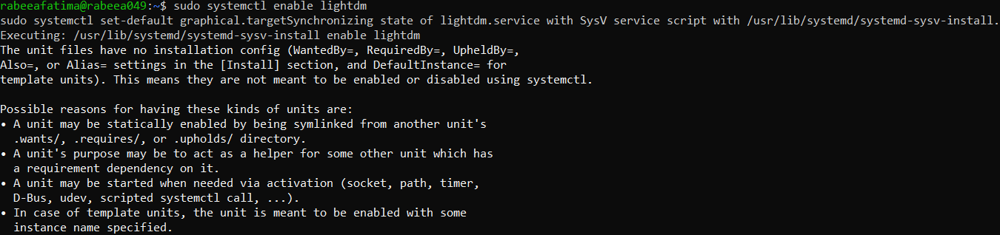 rabeeafatima@rabeea049:~$ sudo systemctl enable lightdm
sudo systemctl set-default graphical.targetSynchronizing state of lightdm.service with SysV service script with /usr/lib/systemd/systemd-sysv-install.
Executing: /usr/lib/systemd/systemd-sysv-install enable lightdm
The unit files have no installation config (WantedBy=, RequiredBy=, UpheldBy=,
Also=, or Alias= settings in the [Install] section, and DefaultInstance= for
template units). This means they are not meant to be enabled or disabled using systemctl.

Possible reasons for having these kinds of units are:
• A unit may be statically enabled by being symlinked from another unit's
  .wants/, .requires/, or .upholds/ directory.
• A unit's purpose may be to act as a helper for some other unit which has
  a requirement dependency on it.
• A unit may be started when needed via activation (socket, path, timer,
  D-Bus, udev, scripted systemctl call, ...).
• In case of template units, the unit is meant to be enabled with some
  instance name specified.